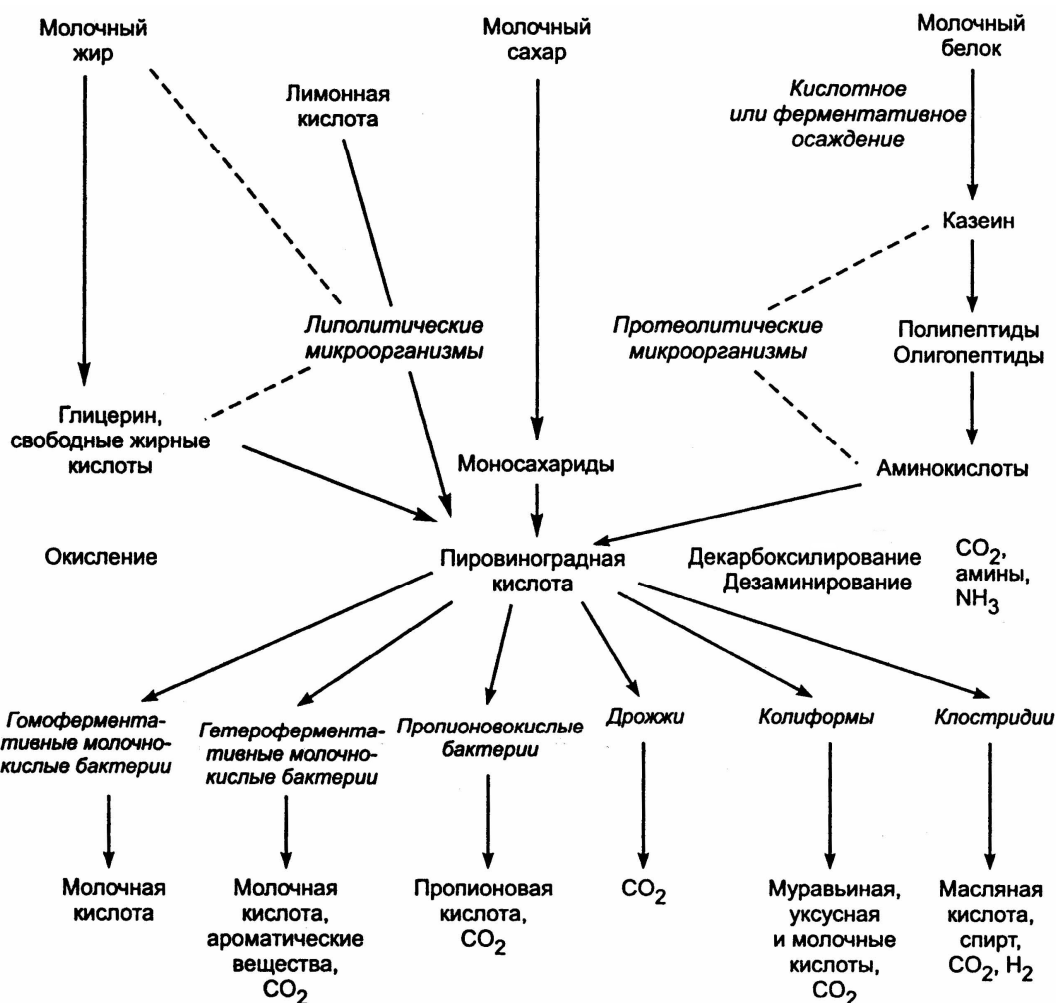 Молочный
жир
Молочный
сахар
Молочный
белок
Лимонная
кислота
Кислотное
или ферментативное
осаждение
Казеин
Липолитические
микроорганизмы
Протеолитические
микроорганизмы
Полипептиды
Олигопептиды
Глицерин,
свободные жирные
кислоты
Моносахариды
Аминокислоты
Окисление
Пировиноградная
кислота
Декарбоксилирование
Дезаминирование
CO2,
амины,
NH3
Гомофермента-
тивные молочно-
кислые бактерии
Гетерофермента-
тивные молочно-
кислые бактерии
Пропионовокислые
бактерии
Дрожжи
Колиформы
Клостридии
Молочная
кислота
Молочная
кислота,
ароматические
вещества,
CO2
Пропионовая
кислота,
CO2
CO2
Муравьиная,
уксусная
и молочные
кислоты,
CO2
Масляная
кислота,
спирт,
CO2, H2